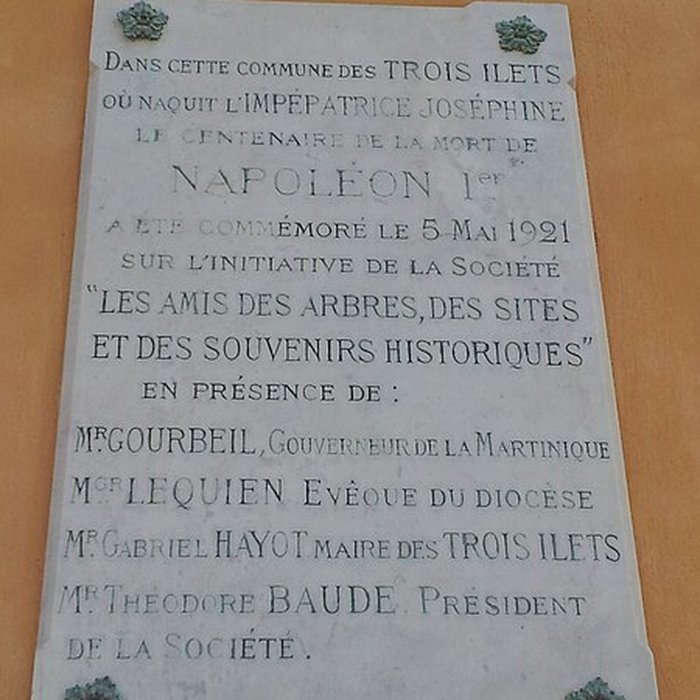 DANS CETTE COMMUNE DES TROIS ILETS
OÙ NAQUIT L'IMPÉPATRICE JOSÉPHINE
LE CENTENAIRE DE LA MORT DE
NAPOLÉON 1er
A ÉTÉ COMMÉMORÉ LE 5 MAI 1921
SUR L'INITIATIVE DE LA SOCIÉTÉ
"LES AMIS DES ARBRES, DES SITES
ET DES SOUVENIRS HISTORIQUES"
EN PRÉSENCE DE :
MR GOURBEIL, GOUVERNEUR DE LA MARTINIQUE
MGR LEQUIEN EVÊQUE DU DIOCÈSE
MR GABRIEL HAYOT MAIRE DES TROIS ILETS
MR THÉODORE BAUDE PRÉSIDENT
DE LA SOCIÉTÉ.